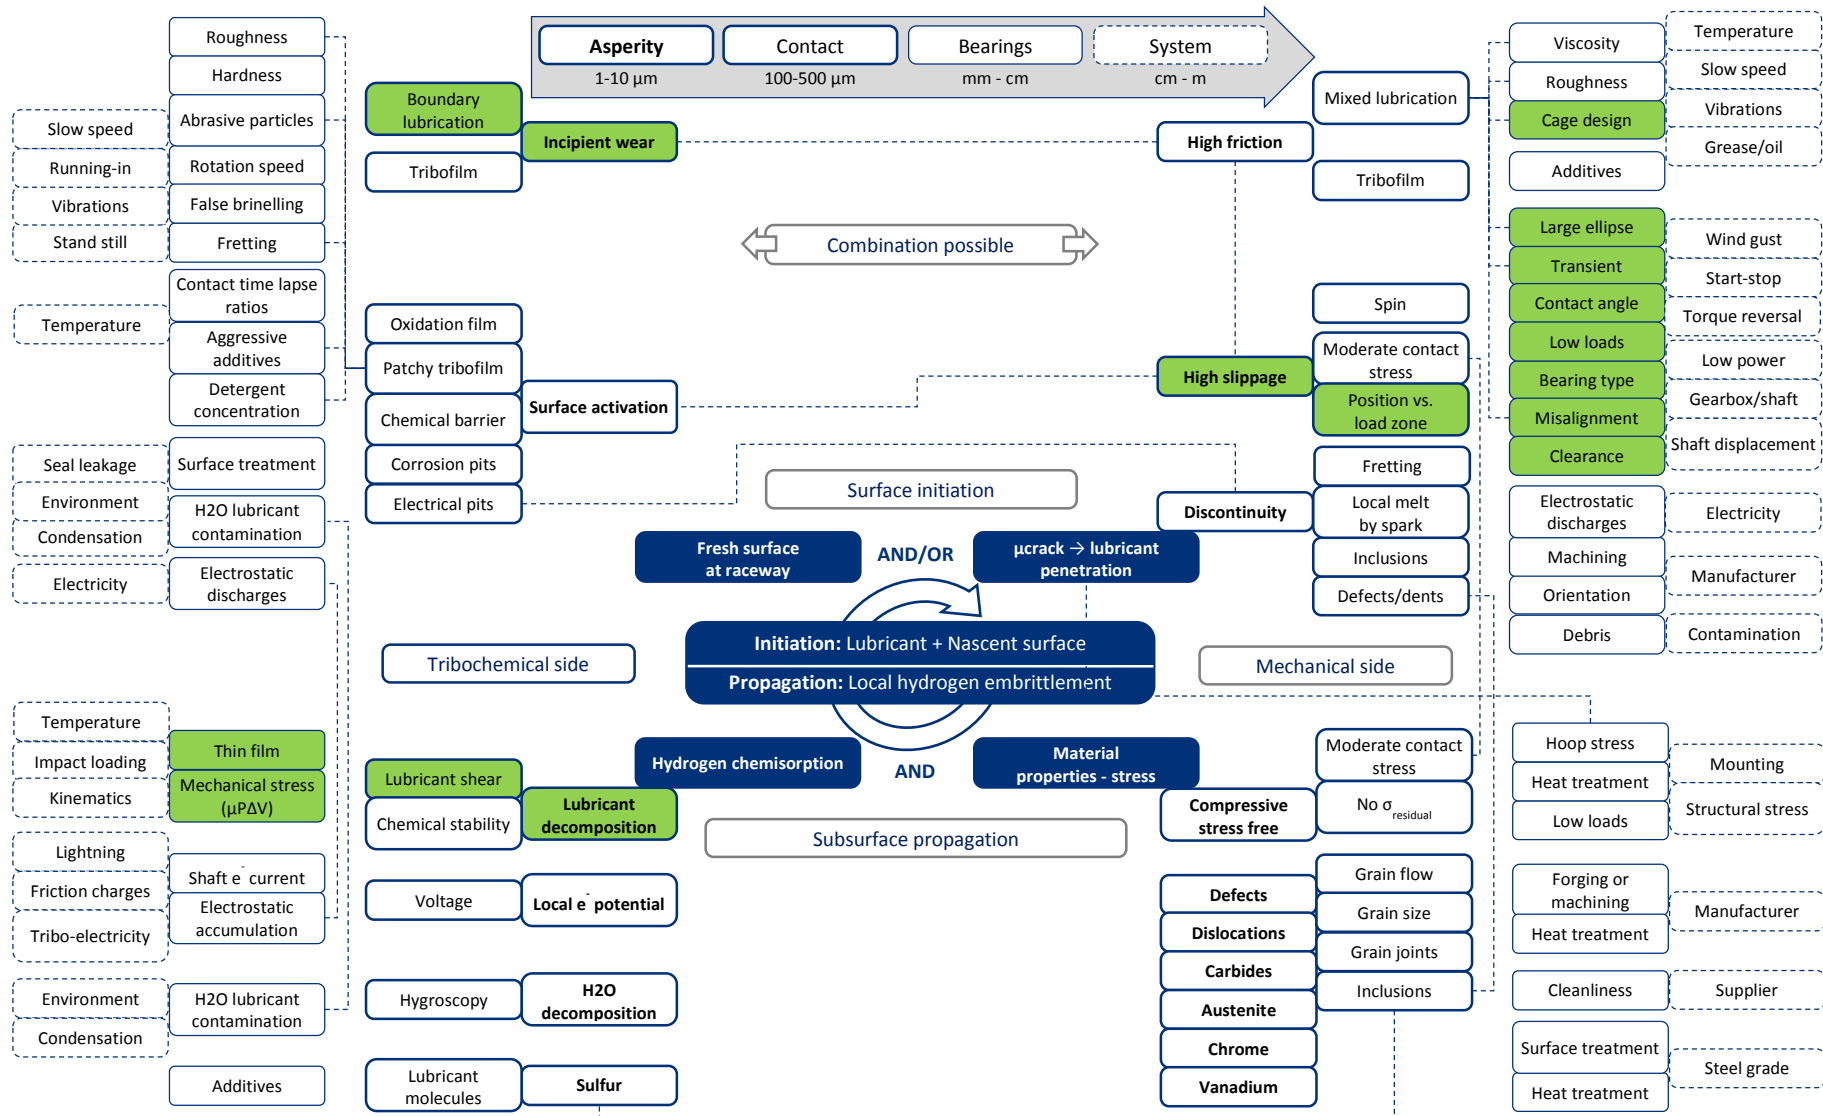 Asperity
Contact
Bearings
System
1-10 µm
100-500 µm
mm - cm
cm - m
Roughness
Hardness
Abrasive particles
Rotation speed
False brinelling
Fretting
Slow speed
Running-in
Vibrations
Stand still
Contact time lapse
ratios
Aggressive
additives
Detergent
concentration
Temperature
Surface treatment
H2O lubricant
contamination
Electrostatic
discharges
Seal leakage
Environment
Condensation
Electricity
Boundary
lubrication
Incipient wear
Tribofilm
Oxidation film
Patchy tribofilm
Chemical barrier
Corrosion pits
Electrical pits
Surface activation
Combination possible
High friction
Mixed lubrication
Tribofilm
Spin
Moderate contact
stress
High slippage
Position vs.
load zone
Fretting
Local melt
by spark
Discontinuity
Inclusions
Defects/dents
Viscosity
Roughness
Cage design
Additives
Temperature
Slow speed
Vibrations
Grease/oil
Large ellipse
Transient
Contact angle
Low loads
Bearing type
Misalignment
Clearance
Wind gust
Start-stop
Torque reversal
Low power
Gearbox/shaft
Shaft displacement
Electrostatic
discharges
Machining
Orientation
Debris
Electricity
Manufacturer
Contamination
Surface initiation
Fresh surface
at raceway
AND/OR
µcrack → lubricant
penetration
Tribochemical side
Initiation: Lubricant + Nascent surface
Propagation: Local hydrogen embrittlement
Mechanical side
Hydrogen chemisorption
AND
Material
properties - stress
Subsurface propagation
Temperature
Impact loading
Kinematics
Thin film
Mechanical stress
(µPΔV)
Lightning
Friction charges
Tribo-electricity
Shaft e⁻ current
Electrostatic
accumulation
Environment
Condensation
H2O lubricant
contamination
Additives
Lubricant shear
Chemical stability
Lubricant
decomposition
Voltage
Local e⁻ potential
Hygroscopy
H2O
decomposition
Lubricant
molecules
Sulfur
Compressive
stress free
Moderate contact
stress
No σ residual
Defects
Dislocations
Carbides
Austenite
Chrome
Vanadium
Grain flow
Grain size
Grain joints
Inclusions
Hoop stress
Heat treatment
Low loads
Mounting
Structural stress
Forging or
machining
Heat treatment
Manufacturer
Cleanliness
Supplier
Surface treatment
Heat treatment
Steel grade